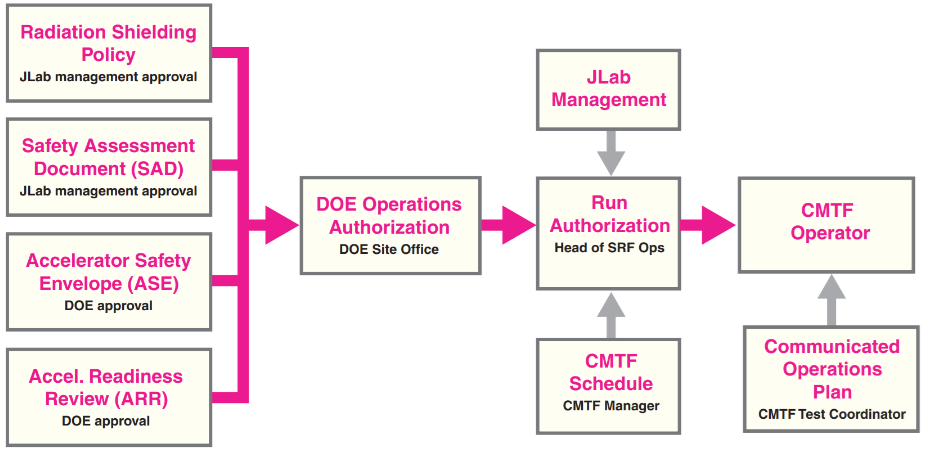 Radiation Shielding
Policy
JLab management approval
Safety Assessment
Document (SAD)
JLab management approval
Accelerator Safety
Envelope (ASE)
DOE approval
Accel. Readiness
Review (ARR)
DOE approval
DOE Operations
Authorization
DOE Site Office
JLab
Management
Run
Authorization
Head of SRF Ops
CMTF
Schedule
CMTF Manager
CMTF
Operator
Communicated
Operations
Plan
CMTF Test Coordinator